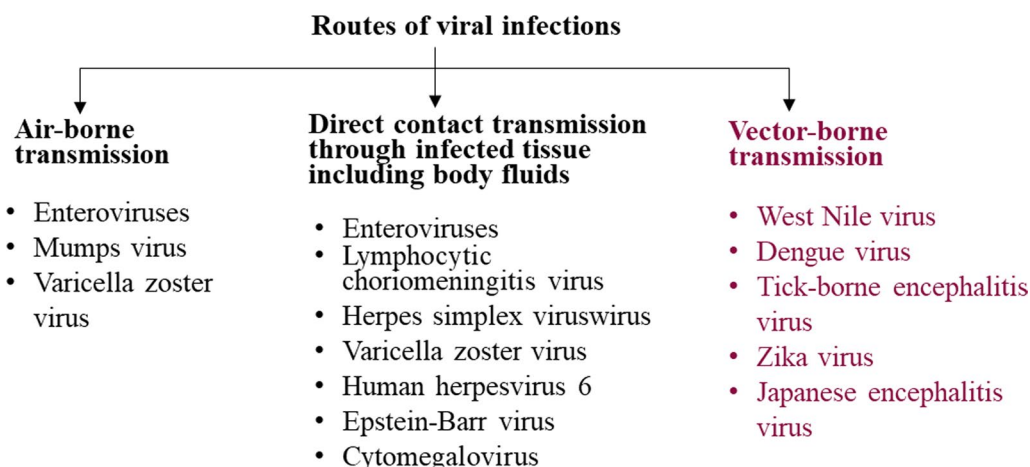 Routes of viral infections
Air-borne
transmission
• Enteroviruses
• Mumps virus
• Varicella zoster
virus
Direct contact transmission
through infected tissue
including body fluids
• Enteroviruses
• Lymphocytic
choriomeningitis virus
• Herpes simplex viruswirus
• Varicella zoster virus
• Human herpesvirus 6
• Epstein-Barr virus
• Cytomegalovirus
Vector-borne
transmission
• West Nile virus
• Dengue virus
• Tick-borne encephalitis
virus
• Zika virus
• Japanese encephalitis
virus